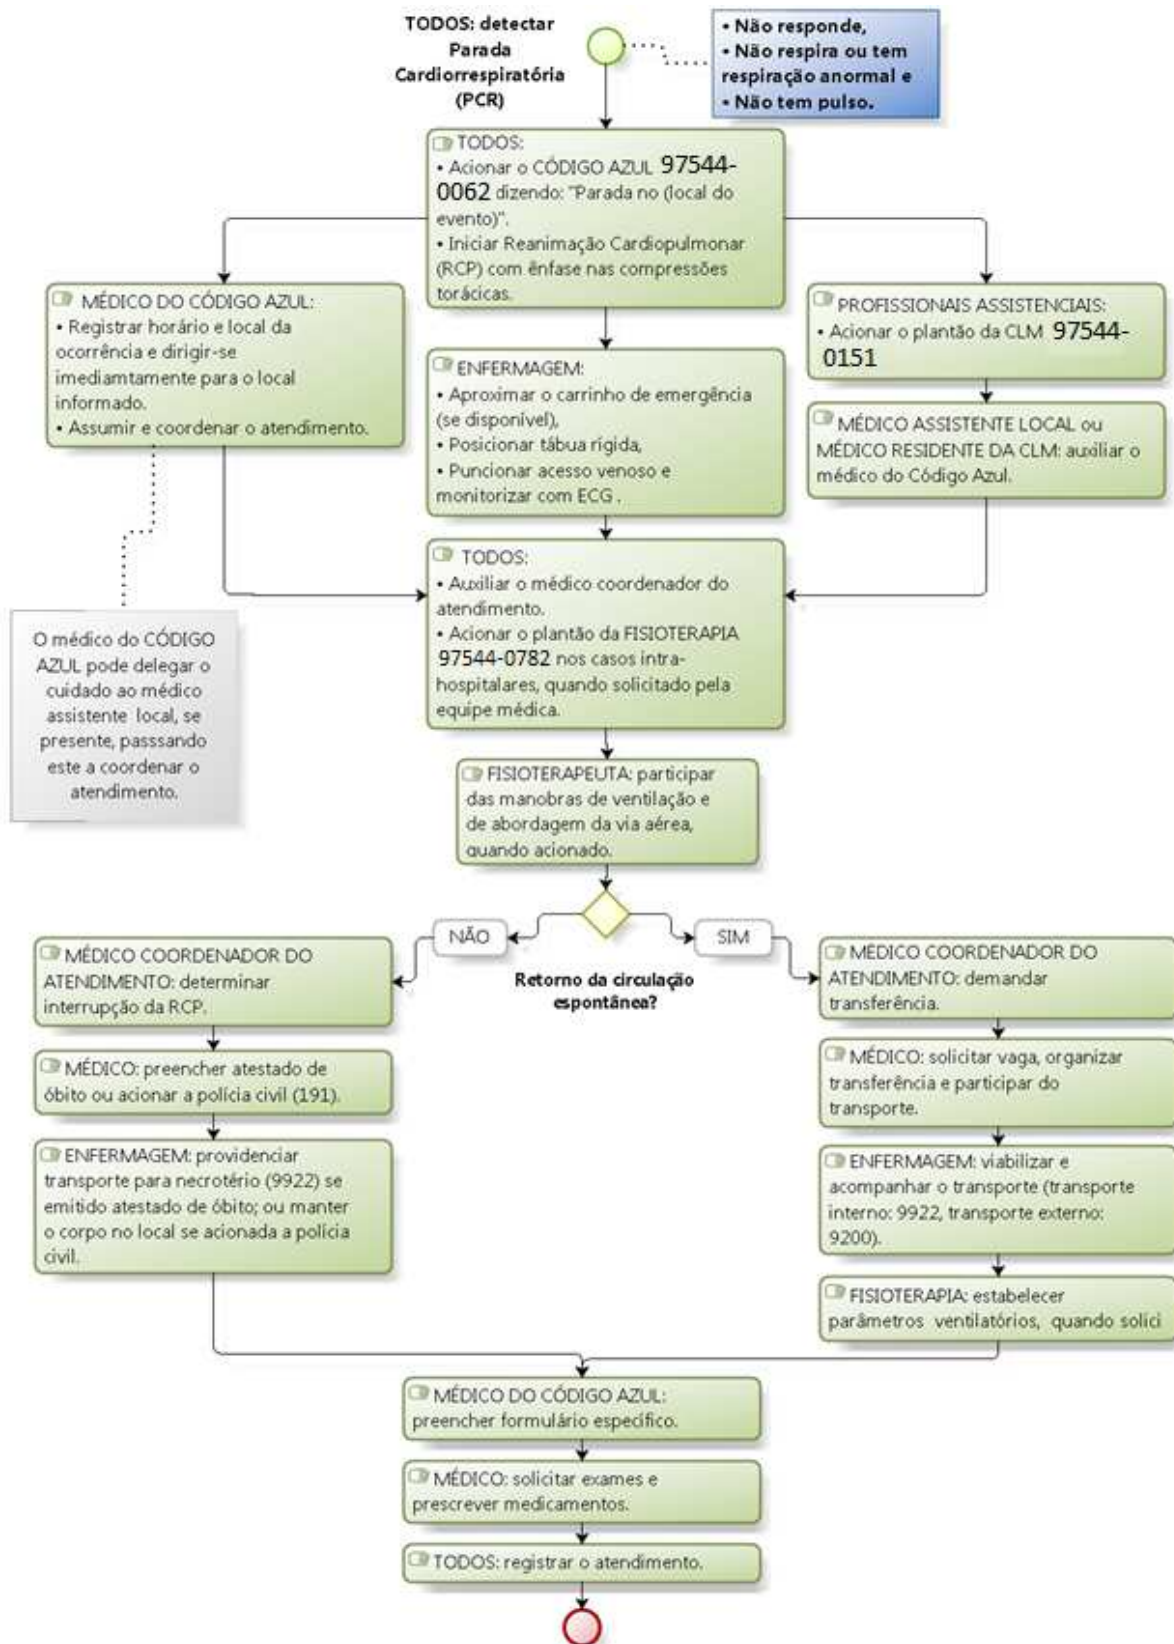 TODOS: detectar
Parada
Cardiorrespiratória
(PCR)
• Não responde,
• Não respira ou tem
respiração anormal e
• Não tem pulso.
TODOS:
• Acionar o CÓDIGO AZUL 97544-
0062 dizendo: "Parada no (local do
evento)".
• Iniciar Reanimação Cardiopulmonar
(RCP) com ênfase nas compressões
torácicas.
MÉDICO DO CÓDIGO AZUL:
• Registrar horário e local da
ocorrência e dirigir-se
imediamtamente para o local
informado.
• Assumir e coordenar o atendimento.
ENFERMAGEM:
• Aproximar o carrinho de emergência
(se disponível),
• Posicionar tábua rígida,
• Puncionar acesso venoso e
monitorizar com ECG .
PROFISSIONAIS ASSISTENCIAIS:
• Acionar o plantão da CLM 97544-
0151
MÉDICO ASSISTENTE LOCAL ou
MÉDICO RESIDENTE DA CLM: auxiliar o
médico do Código Azul.
TODOS:
• Auxiliar o médico coordenador do
atendimento.
• Acionar o plantão da FISIOTERAPIA
97544-0782 nos casos intra-
hospitalares, quando solicitado pela
equipe médica.
O médico do CÓDIGO
AZUL pode delegar o
cuidado ao médico
assistente local, se
presente, passsando
este a coordenar o
atendimento.
FISIOTERAPEUTA: participar
das manobras de ventilação e
de abordagem da via aérea,
quando acionado.
NÃO
SIM
Retorno da circulação
espontânea?
MÉDICO COORDENADOR DO
ATENDIMENTO: determinar
interrupção da RCP.
MÉDICO: preencher atestado de
óbito ou acionar a polícia civil (191).
ENFERMAGEM: providenciar
transporte para necrotério (9922) se
emitido atestado de óbito; ou manter
o corpo no local se acionada a polícia
civil.
MÉDICO COORDENADOR DO
ATENDIMENTO: demandar
transferência.
MÉDICO: solicitar vaga, organizar
transferência e participar do
transporte.
ENFERMAGEM: viabilizar e
acompanhar o transporte (transporte
interno: 9922, transporte externo:
9200).
FISIOTERAPIA: estabelecer
parâmetros ventilatórios, quando solici
MÉDICO DO CÓDIGO AZUL:
preencher formulário específico.
MÉDICO: solicitar exames e
prescrever medicamentos.
TODOS: registrar o atendimento.